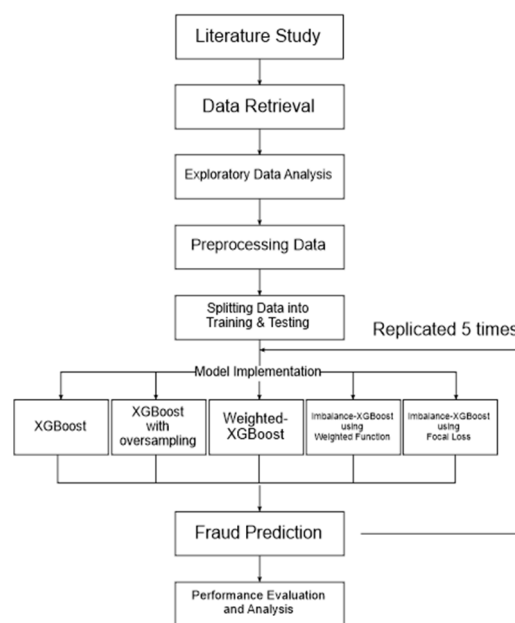 Literature Study
Data Retrieval
Exploratory Data Analysis
Preprocessing Data
Splitting Data into
Training & Testing
Replicated 5 times
Model Implementation
XGBoost
XGBoost
with
oversampling
Weighted-
XGBoost
Imbalance-XGBoost
using
Weighted Function
Imbalance-XGBoost
using
Focal Loss
Fraud Prediction
Performance Evaluation
and Analysis